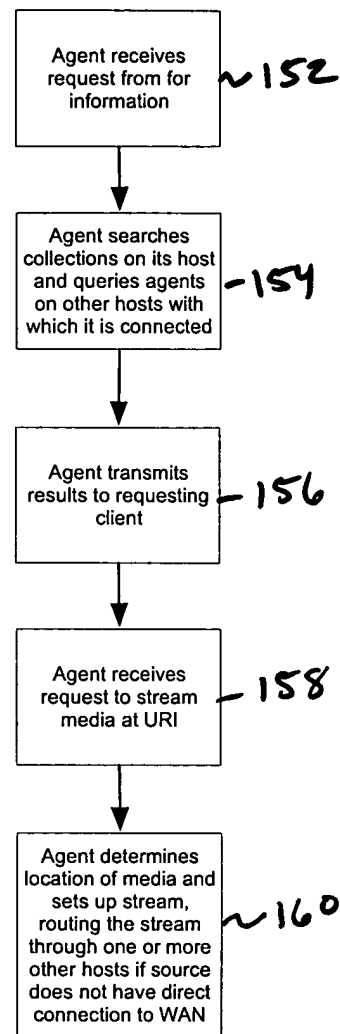 Agent receives
request from for
information
152
Agent searches
collections on its host
and queries agents
on other hosts with
which it is connected
154
Agent transmits
results to requesting
client
156
Agent receives
request to stream
media at URI
158
Agent determines
location of media and
sets up stream,
routing the stream
through one or more
other hosts if source
does not have direct
connection to WAN
160